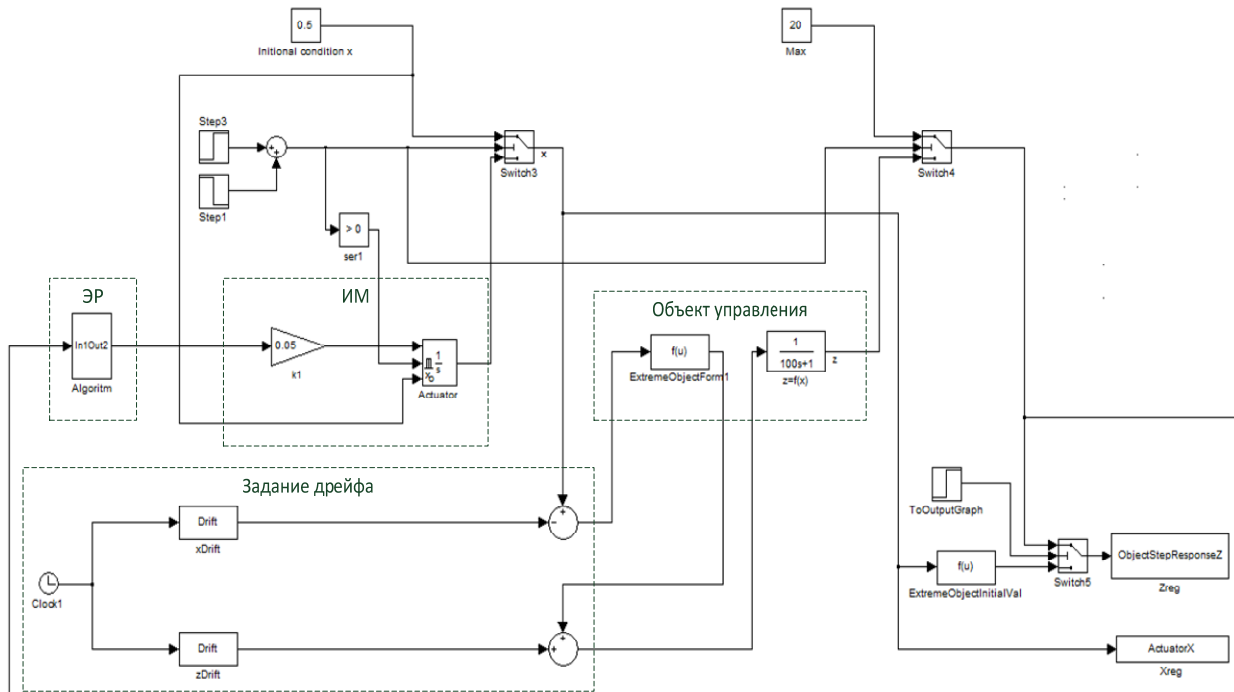 0.5
Initional condition x
20
Max
Step3
+
+
Step1
x
Switch3
Switch4
> 0
ser1
ЭР
In1Out2
Algoritm
ИМ
0.05
k1
1
s
xo
Actuator
Объект управления
f(u)
ExtremeObjectForm1
1
100s+1
z=f(x)
z
Задание дрейфа
Drift
xDrift
+
−
Clock1
Drift
zDrift
+
+
ToOutputGraph
f(u)
ExtremeObjectInitialVal
Switch5
ObjectStepResponseZ
Zreg
ActuatorX
Xreg